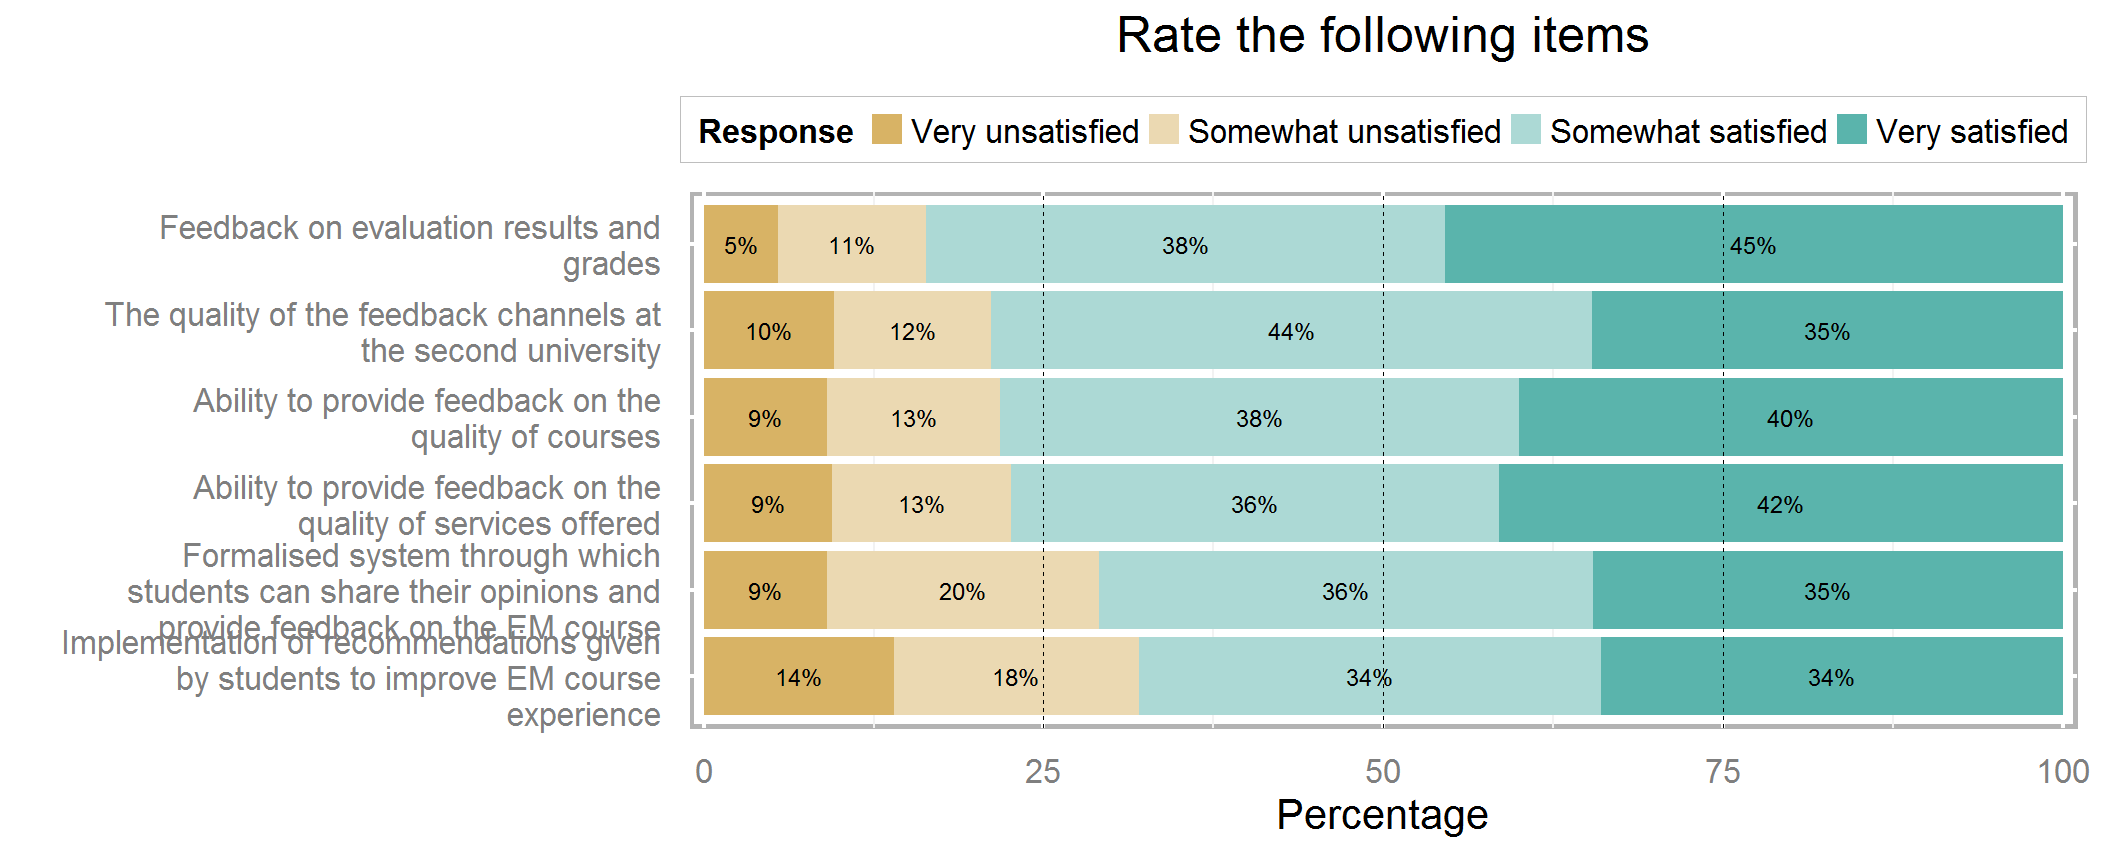 Rate the following items
Response Very unsatisfied Somewhat unsatisfied Somewhat satisfied Very satisfied
Feedback on evaluation results and
grades
5% 11% 38% 45%
The quality of the feedback channels at
the second university
10% 12% 44% 35%
Ability to provide feedback on the
quality of courses
9% 13% 38% 40%
Ability to provide feedback on the
quality of services offered
9% 13% 36% 42%
Formalised system through which
students can share their opinions and
provide feedback on the EM course
9% 20% 36% 35%
Implementation of recommendations given
by students to improve EM course
experience
14% 18% 34% 34%
0 25 50 75 100
Percentage